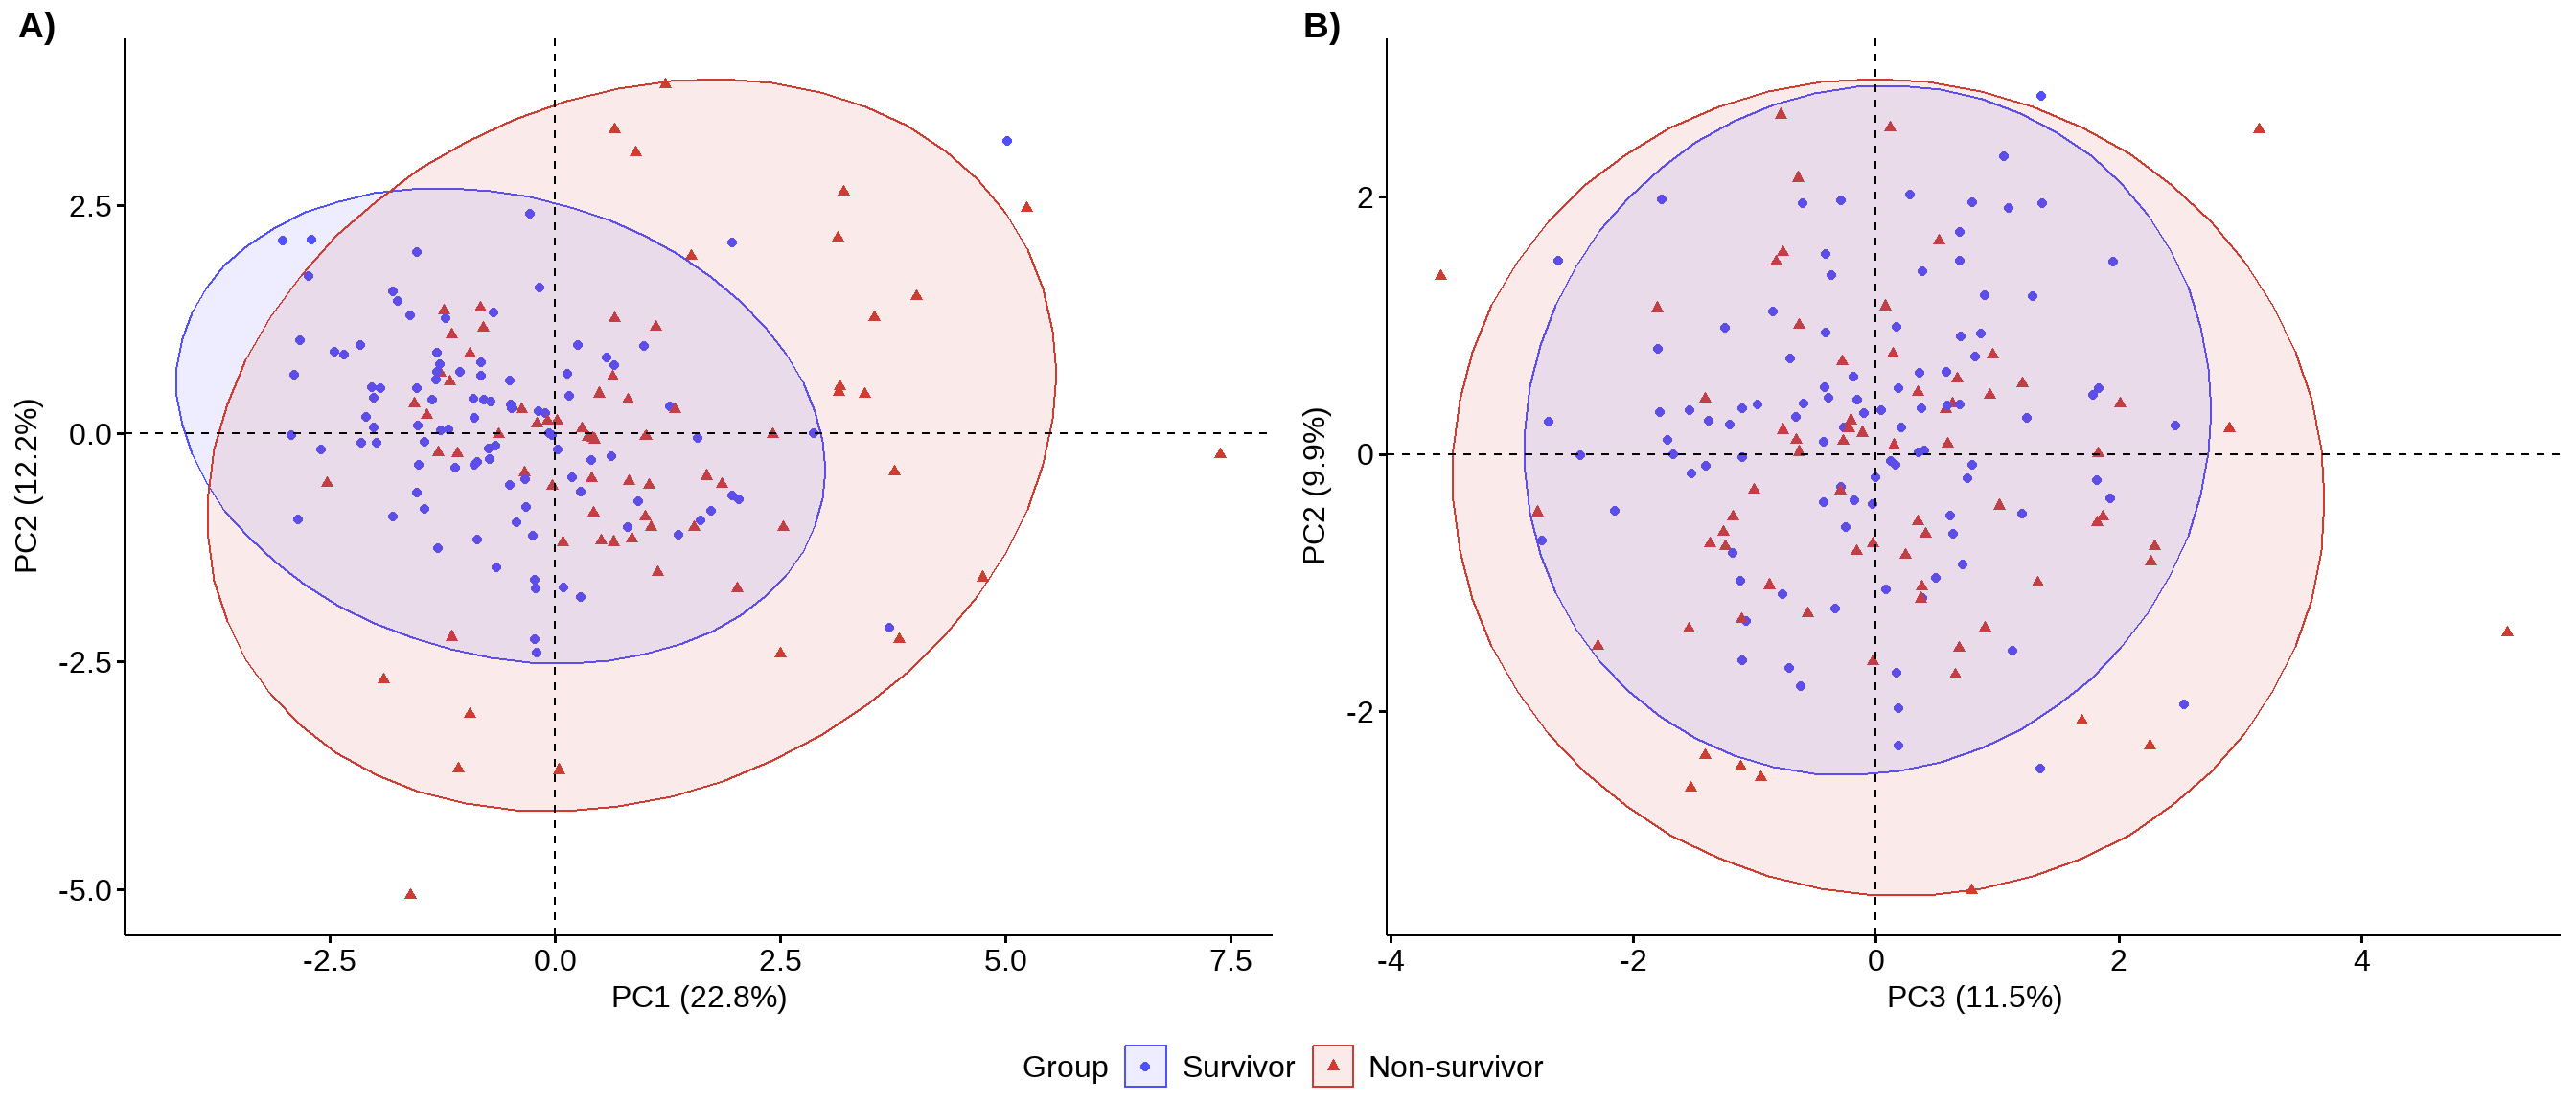 A)
PC2 (12.2%)
2.5
0.0
-2.5
-5.0
-2.5 0.0 2.5 5.0 7.5
PC1 (22.8%)
B)
PC2 (9.9%)
2
0
-2
-4 -2 0 2 4
PC3 (11.5%)
Group Survivor Non-survivor